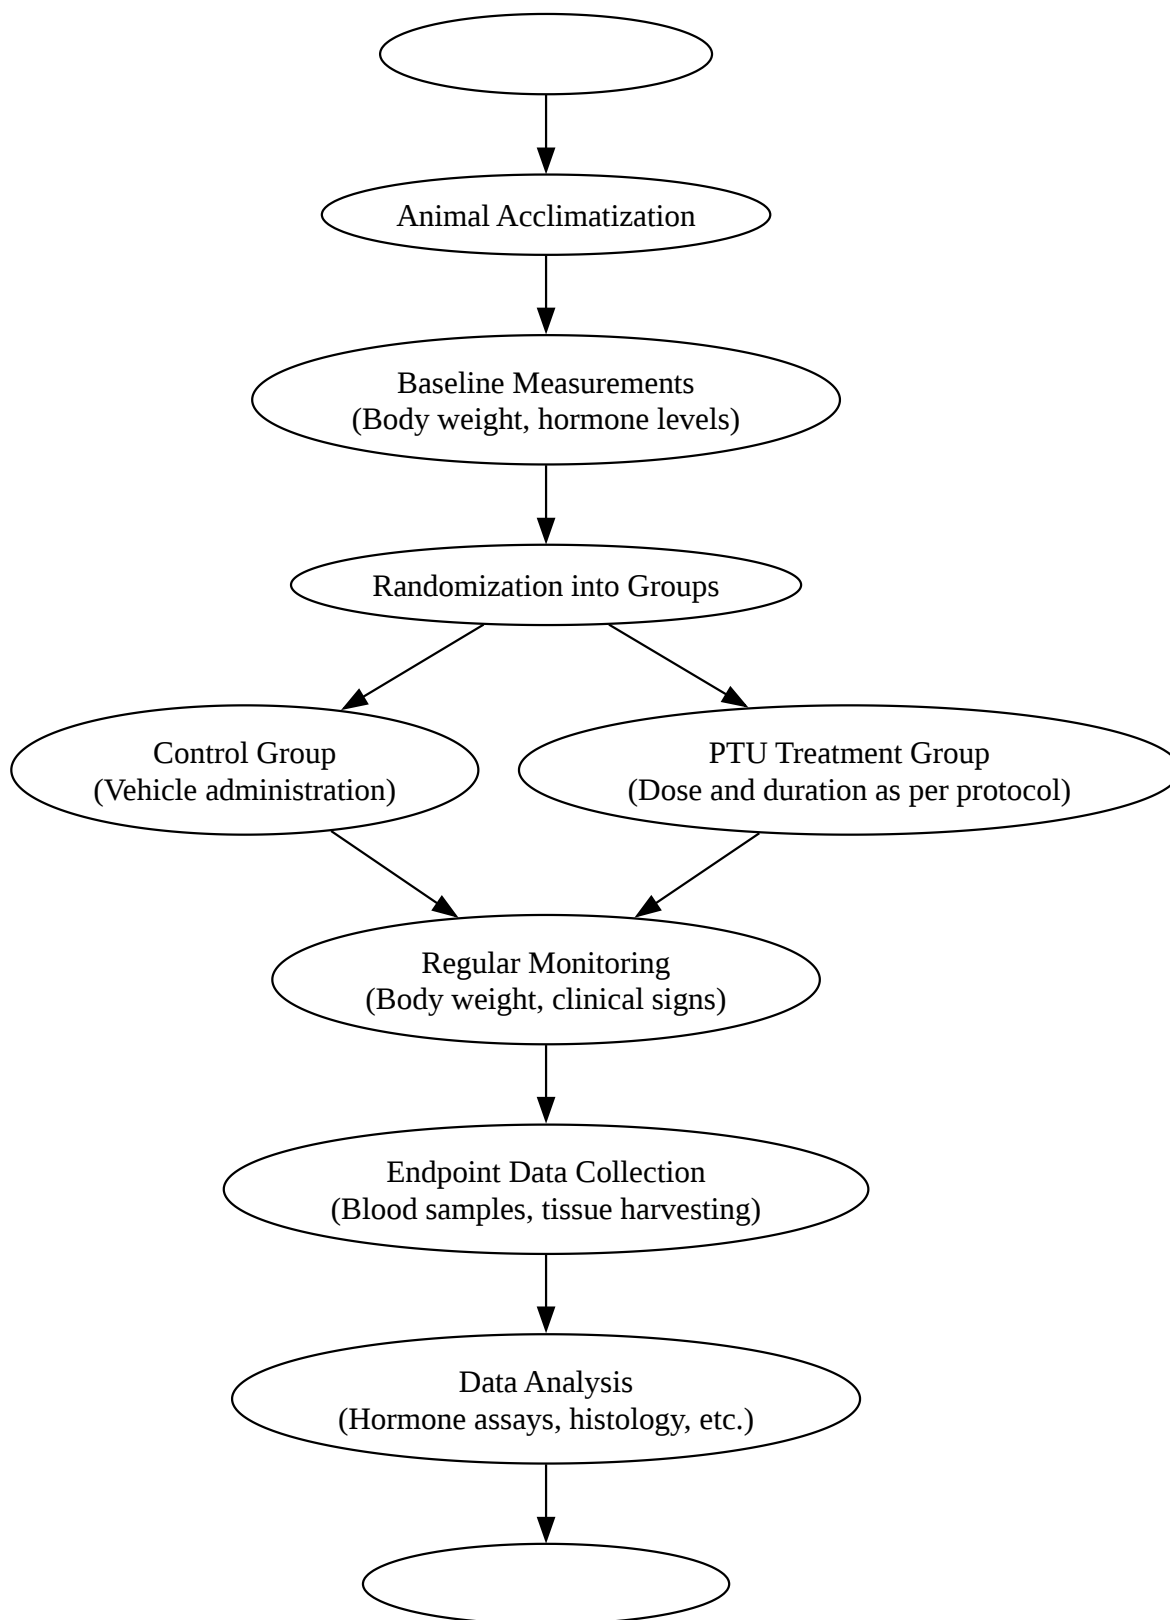 Animal Acclimatization
Baseline Measurements
(Body weight, hormone levels)
Randomization into Groups
Control Group
(Vehicle administration)
PTU Treatment Group
(Dose and duration as per protocol)
Regular Monitoring
(Body weight, clinical signs)
Endpoint Data Collection
(Blood samples, tissue harvesting)
Data Analysis
(Hormone assays, histology, etc.)